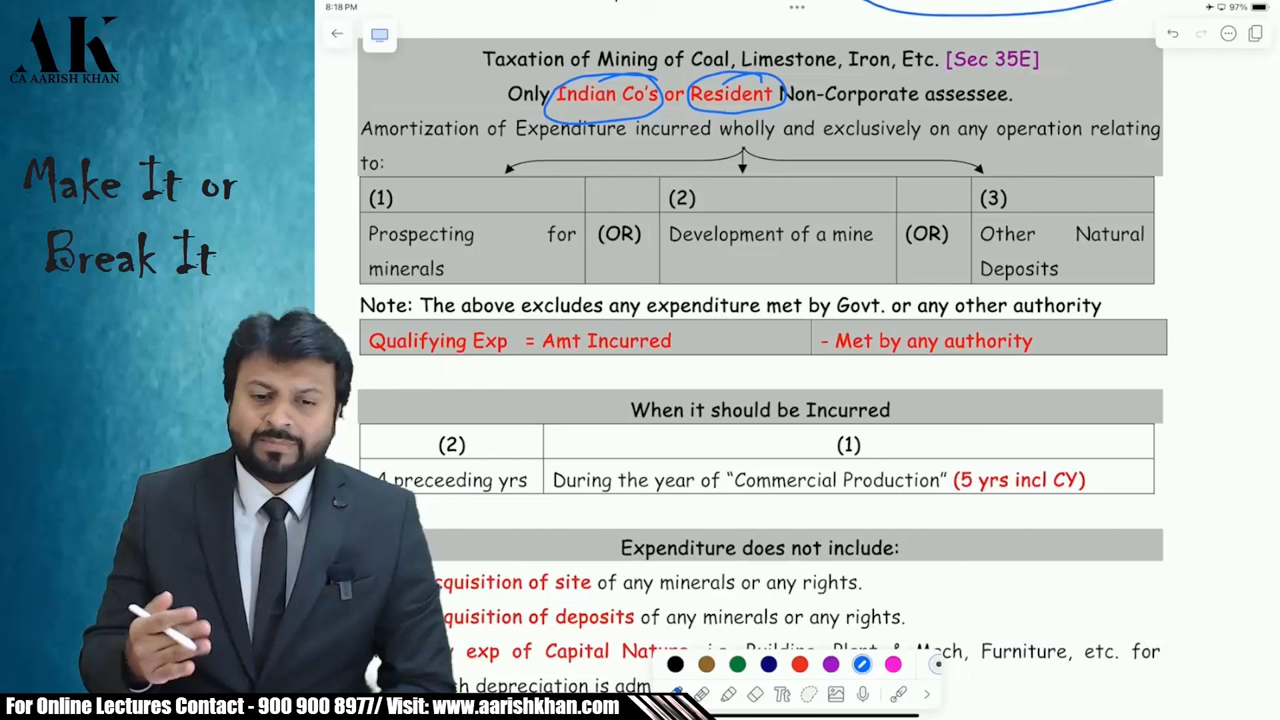 8:18 PM
97%
AK
CA AARISH KHAN
Make It or
Break It
Taxation of Mining of Coal, Limestone, Iron, Etc. [Sec 35E]
Only Indian Co's or Resident Non-Corporate assessee.
Amortization of Expenditure incurred wholly and exclusively on any operation relating
to:
(1) (2) (3)
Prospecting for (OR) Development of a mine (OR) Other Natural
minerals Deposits
Note: The above excludes any expenditure met by Govt. or any other authority
Qualifying Exp = Amt Incurred - Met by any authority
When it should be Incurred
(2) (1)
preceeding yrs During the year of "Commercial Production" (5 yrs incl CY)
Expenditure does not include:
of site of any minerals or any rights.
of deposits of any minerals or any rights.
exp of Capital Furniture, etc. for
depreciation is
Tt
For Online Lectures Contact - 900 900 8977/ Visit: www.aarishkhan.com